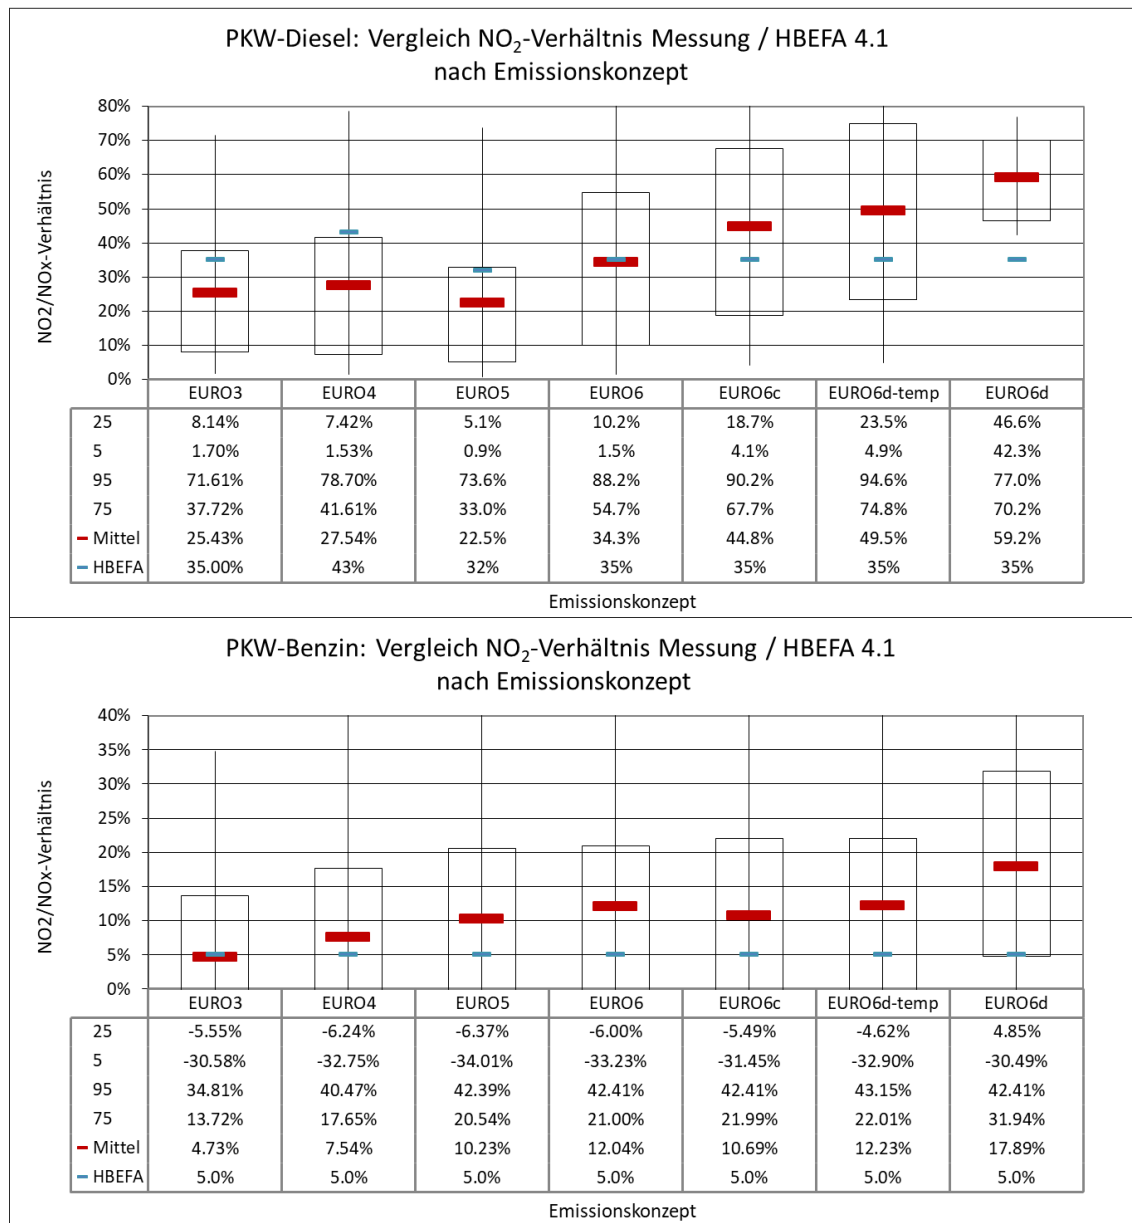 PKW-Diesel: Vergleich NO₂-Verhältnis Messung / HBEFA 4.1
nach Emissionskonzept
NO2/NOx-Verhältnis
80%
70%
60%
50%
40%
30%
20%
10%
0%
EURO3 EURO4 EURO5 EURO6 EURO6c EURO6d-temp EURO6d
25 8.14% 7.42% 5.1% 10.2% 18.7% 23.5% 46.6%
5 1.70% 1.53% 0.9% 1.5% 4.1% 4.9% 42.3%
95 71.61% 78.70% 73.6% 88.2% 90.2% 94.6% 77.0%
75 37.72% 41.61% 33.0% 54.7% 67.7% 74.8% 70.2%
Mittel 25.43% 27.54% 22.5% 34.3% 44.8% 49.5% 59.2%
HBEFA 35.00% 43% 32% 35% 35% 35% 35%
Emissionskonzept
PKW-Benzin: Vergleich NO₂-Verhältnis Messung / HBEFA 4.1
nach Emissionskonzept
NO2/NOx-Verhältnis
40%
35%
30%
25%
20%
15%
10%
5%
0%
EURO3 EURO4 EURO5 EURO6 EURO6c EURO6d-temp EURO6d
25 -5.55% -6.24% -6.37% -6.00% -5.49% -4.62% 4.85%
5 -30.58% -32.75% -34.01% -33.23% -31.45% -32.90% -30.49%
95 34.81% 40.47% 42.39% 42.41% 42.41% 43.15% 42.41%
75 13.72% 17.65% 20.54% 21.00% 21.99% 22.01% 31.94%
Mittel 4.73% 7.54% 10.23% 12.04% 10.69% 12.23% 17.89%
HBEFA 5.0% 5.0% 5.0% 5.0% 5.0% 5.0% 5.0%
Emissionskonzept